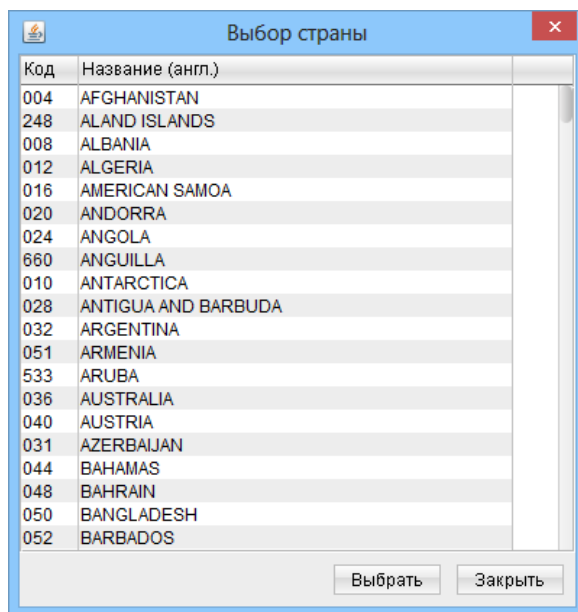 Выбор страны
Код Название (англ.)
004 AFGHANISTAN
248 ALAND ISLANDS
008 ALBANIA
012 ALGERIA
016 AMERICAN SAMOA
020 ANDORRA
024 ANGOLA
660 ANGUILLA
010 ANTARCTICA
028 ANTIGUA AND BARBUDA
032 ARGENTINA
051 ARMENIA
533 ARUBA
036 AUSTRALIA
040 AUSTRIA
031 AZERBAIJAN
044 BAHAMAS
048 BAHRAIN
050 BANGLADESH
052 BARBADOS
Выбрать Закрыть